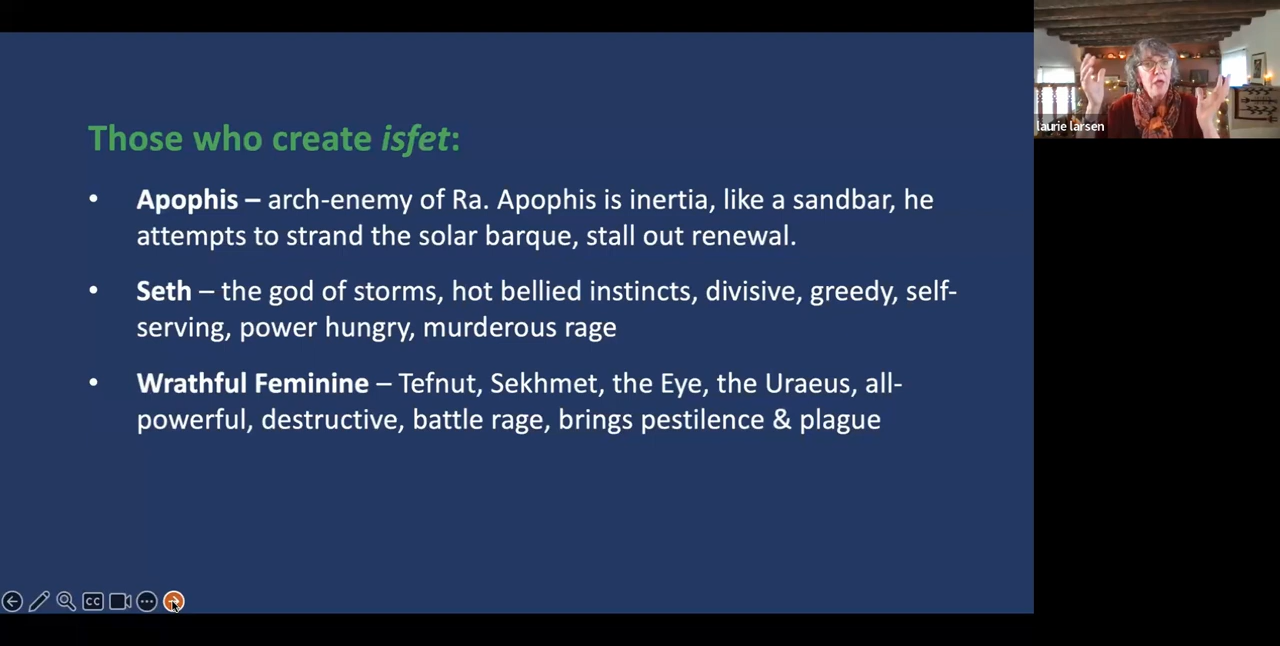 Those who create isfet:
• Apophis – arch-enemy of Ra. Apophis is inertia, like a sandbar, he
attempts to strand the solar barque, stall out renewal.
• Seth – the god of storms, hot bellied instincts, divisive, greedy, self-
serving, power hungry, murderous rage
• Wrathful Feminine – Tefnut, Sekhmet, the Eye, the Uraeus, all-
powerful, destructive, battle rage, brings pestilence & plague
laurie larsen
CC